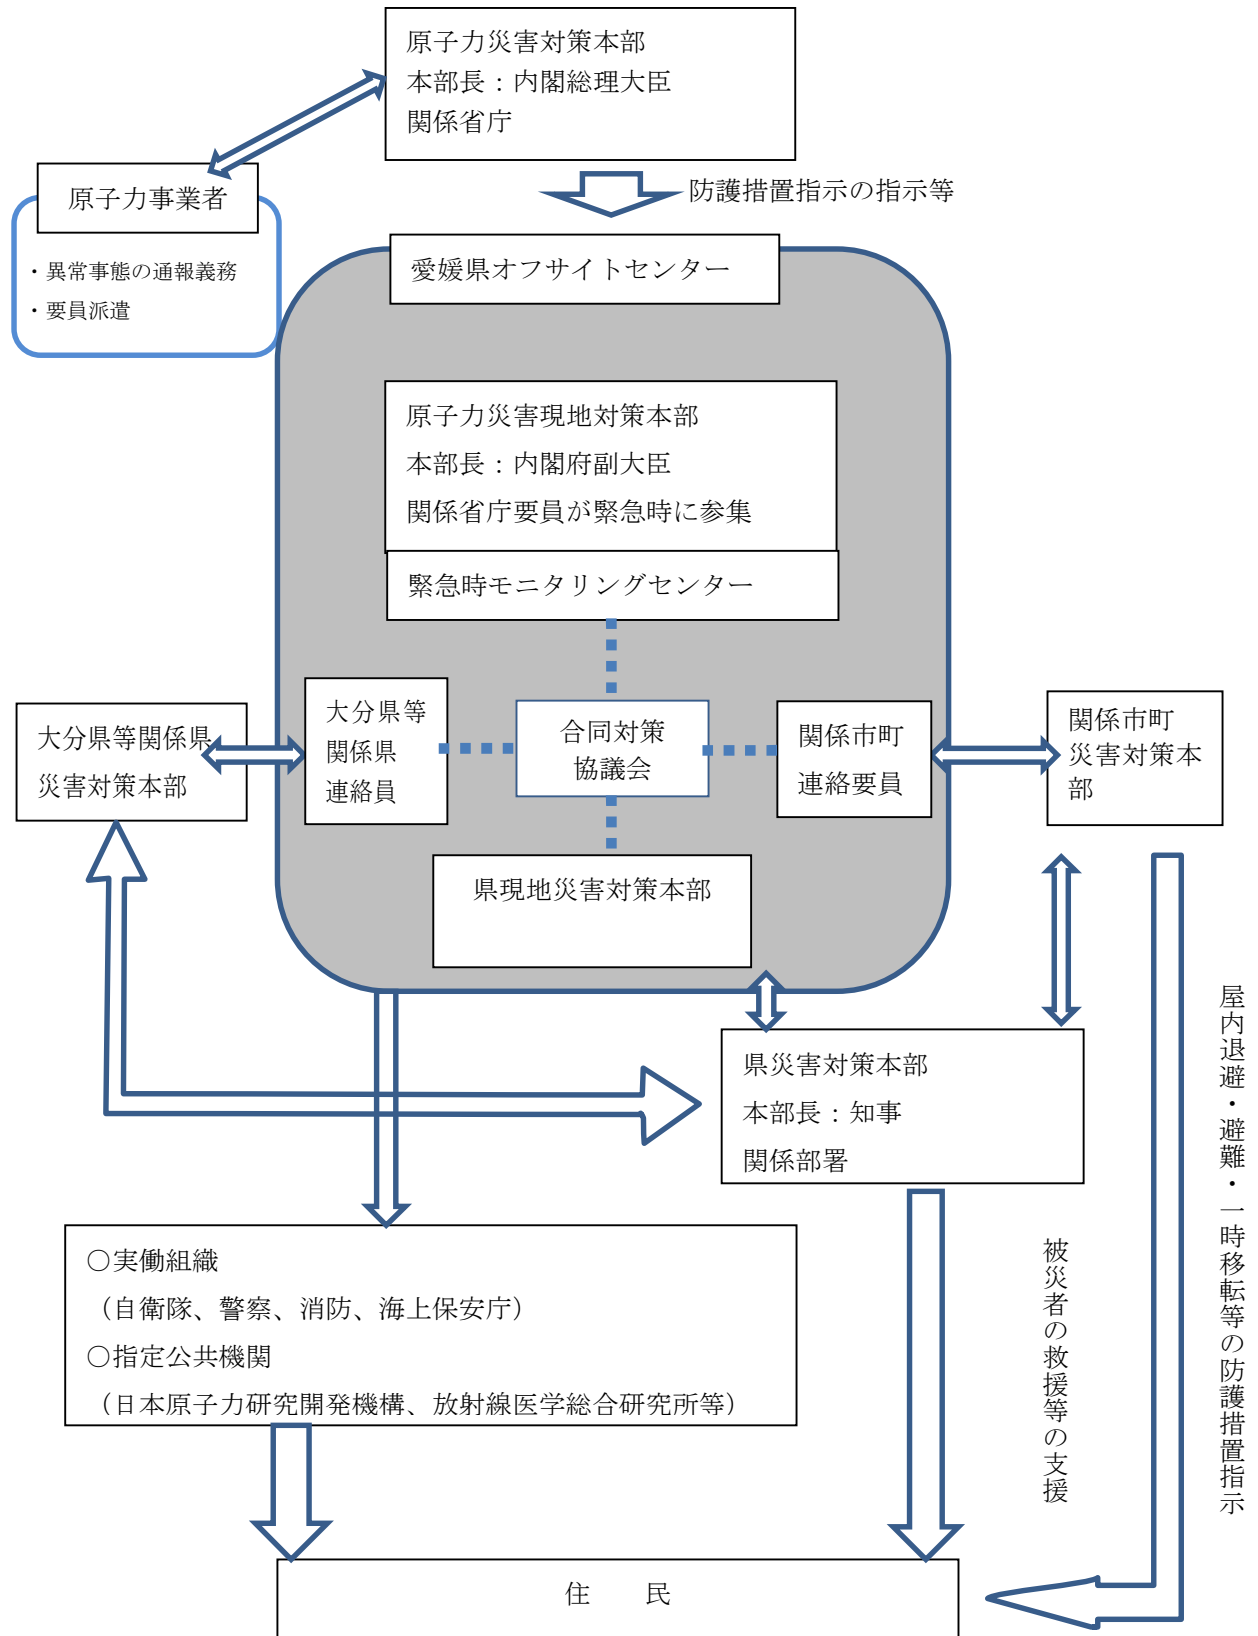 原子力災害対策本部
本部長：内閣総理大臣
関係省庁
原子力事業者
・異常事態の通報義務
・要員派遣
防護措置指示の指示等
愛媛県オフサイトセンター
原子力災害現地対策本部
本部長：内閣府副大臣
関係省庁要員が緊急時に参集
緊急時モニタリングセンター
大分県等関係県
災害対策本部
大分県等
関係県
連絡員
合同対策
協議会
関係市町
連絡要員
関係市町
災害対策本
部
県現地災害対策本部
県災害対策本部
本部長：知事
関係部署
屋内退避・避難・一時移転等の防護措置指示
被災者の救援等の支援
○実働組織
（自衛隊、警察、消防、海上保安庁）
○指定公共機関
（日本原子力研究開発機構、放射線医学総合研究所等）
住　　民